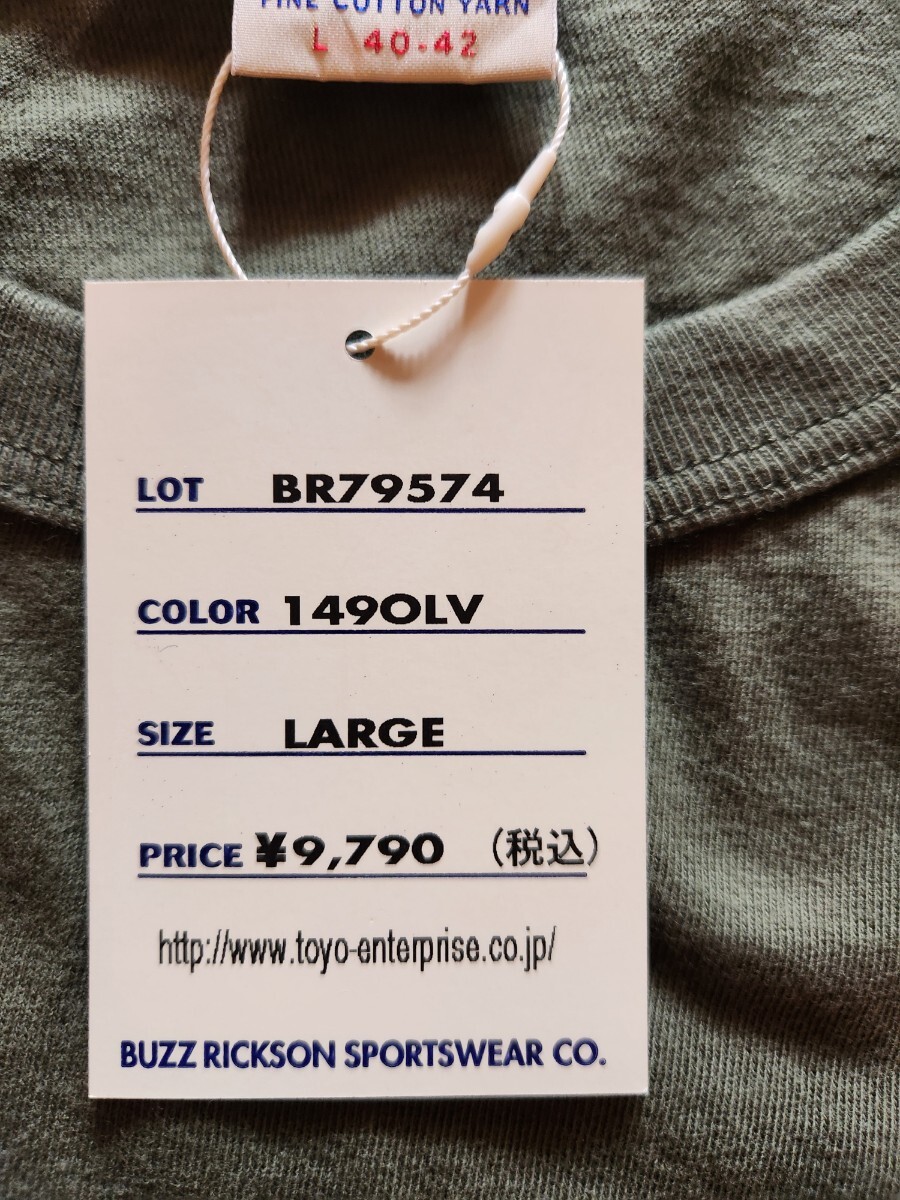 FINE COTTON YARN
L 40-42
LOT BR79574
COLOR 149OLV
SIZE LARGE
PRICE ¥9,790 (税込)
http://www.toyo-enterprise.co.jp/
BUZZ RICKSON SPORTSWEAR CO.